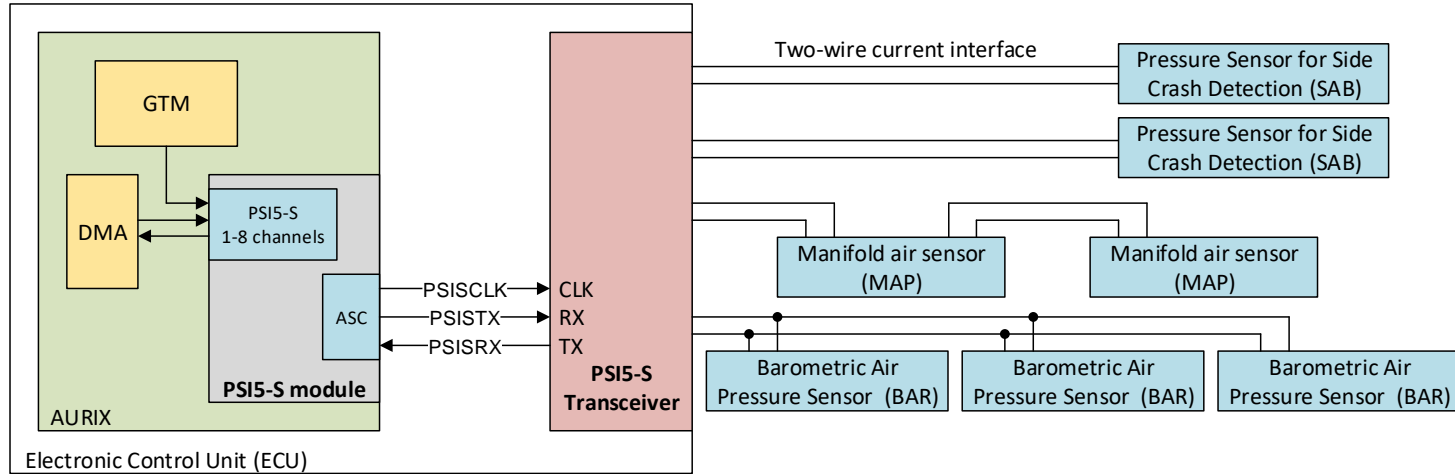 Two-wire current interface
Pressure Sensor for Side
Crash Detection (SAB)
GTM
Pressure Sensor for Side
Crash Detection (SAB)
DMA
PSI5-S
1-8 channels
Manifold air sensor
(MAP)
Manifold air sensor
(MAP)
ASC
PSISCLK
PSISTX
PSISRX
CLK
RX
TX
PSI5-S module
PSI5-S
Transceiver
Barometric Air
Pressure Sensor (BAR)
Barometric Air
Pressure Sensor (BAR)
Barometric Air
Pressure Sensor (BAR)
AURIX
Electronic Control Unit (ECU)